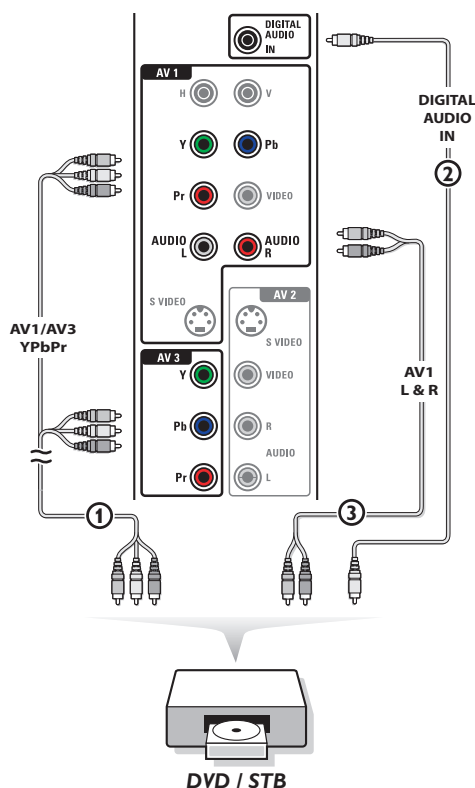 DIGITAL
AUDIO
IN
AV 1
H V
Y Pb
Pr VIDEO
AUDIO
L
AUDIO
R
S VIDEO
AV 2
S VIDEO
AV 3
Y VIDEO
Pb R
AUDIO
Pr L
AV1/AV3
YPbPr
1
DIGITAL
AUDIO
IN
2
AV1
L & R
3
DVD / STB